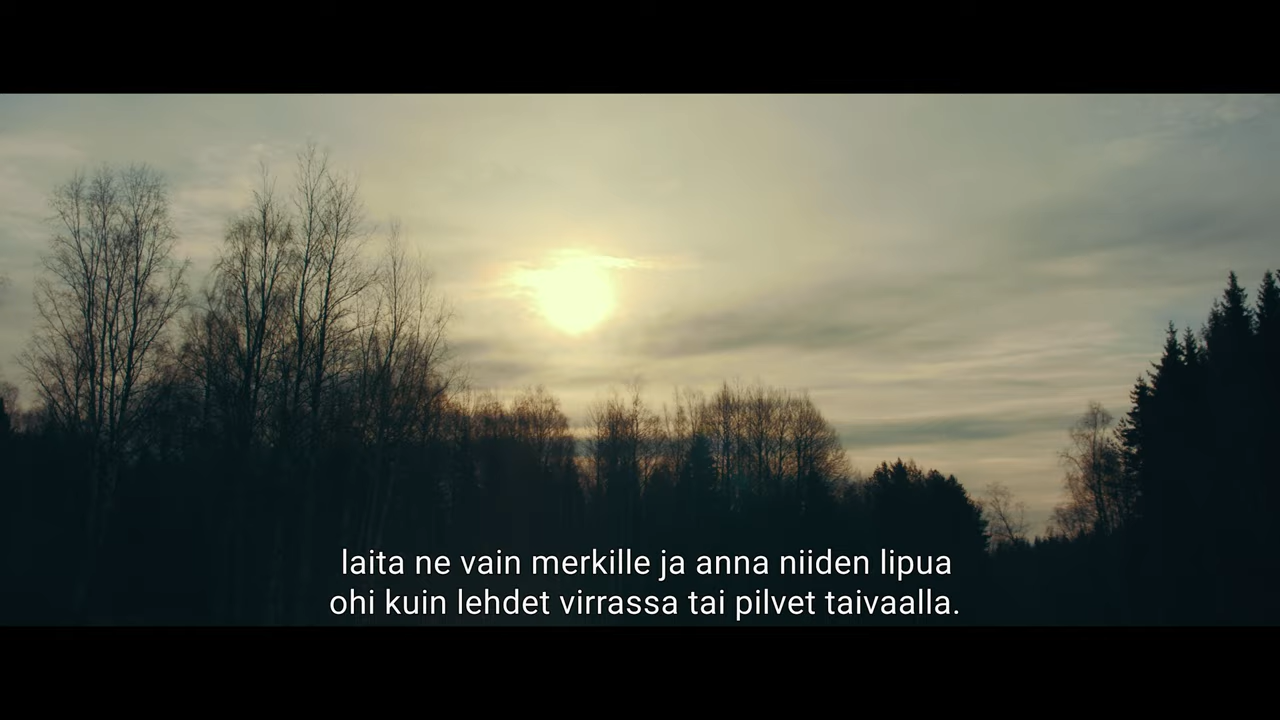 laita ne vain merkille ja anna niiden lipua
ohi kuin lehdet virrassa tai pilvet taivaalla.